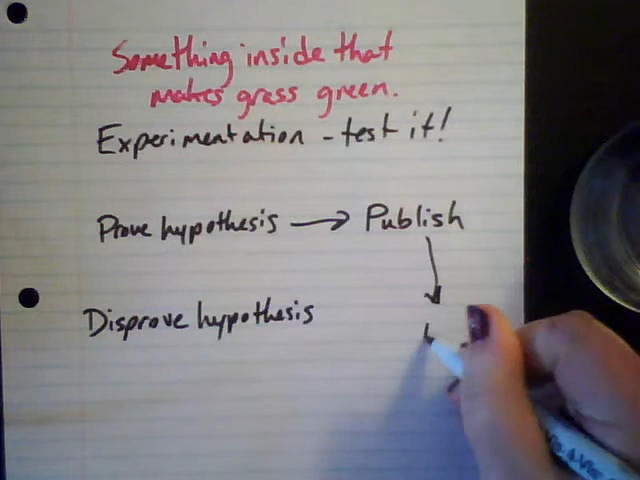 Something inside that
makes grass green.
Experimentation - test it!
Prove hypothesis → Publish
Disprove hypothesis